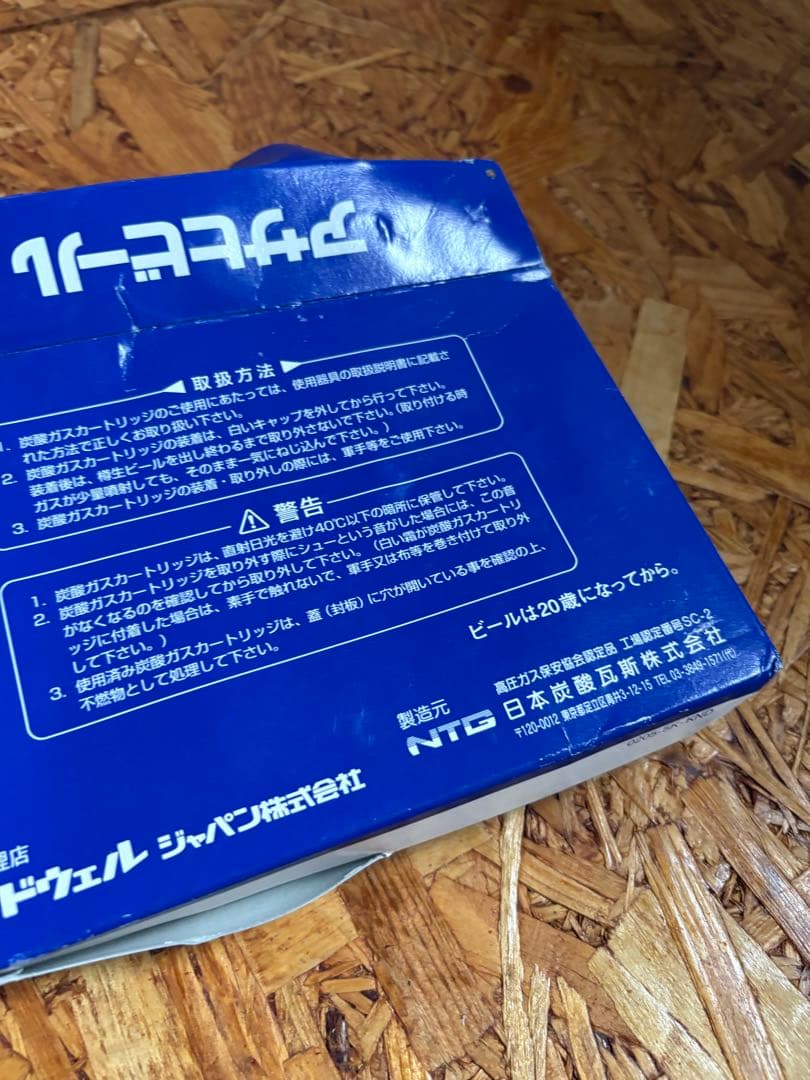 アサヒビール
取扱方法
1. 炭酸ガスカートリッジのご使用にあたっては、使用器具の取扱説明書に記載さ
れた方法で正しくお取り扱い下さい。
2. 炭酸ガスカートリッジの装着は、白いキャップを外してから行って下さい。
装着後は、樽生ビールを出し終わるまで取り外さないで下さい。(取り付ける時
ガスが少量噴射しても、そのまま一気にねじ込んで下さい。)
3. 炭酸ガスカートリッジの装着・取り外しの際には、軍手等をご使用下さい。
警告
1. 炭酸ガスカートリッジは、直射日光を避け40℃以下の暗所に保管して下さい。
2. 炭酸ガスカートリッジを取り外す際にシューという音がした場合には、この音
がなくなるのを確認してから取り外して下さい。(白い霜が炭酸ガスカートリ
ッジに付着した場合は、素手で触れないで、軍手又は布等を巻き付けて取り外
して下さい。)
3. 使用済み炭酸ガスカートリッジは、蓋(封板)に穴が開いている事を確認の上、
不燃物として処理して下さい。
ビールは20歳になってから。
製造元
高圧ガス保安協会認定品 工場認定番号SC-2
NTG 日本炭酸瓦斯株式会社
〒120-0012 東京都足立区青井3-12-15 TEL 03-3849-1571(代)
理店
ドウェル ジャパン株式会社